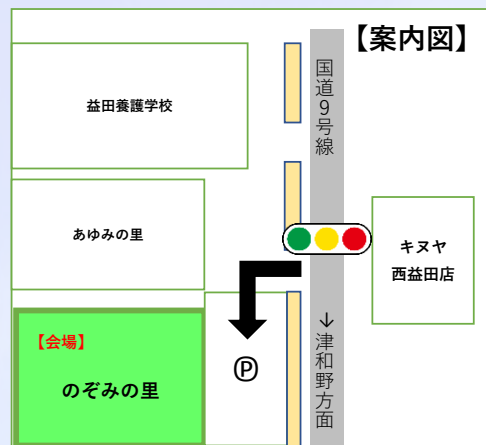 【案内図】
国道9号線
益田養護学校
あゆみの里
キヌヤ
西益田店
【会場】
のぞみの里
Ⓟ
↓津和野方面